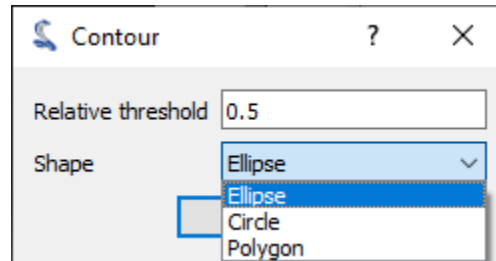 Contour ?
Relative threshold 0.5
Shape Ellipse
Ellipse
Circle
Polygon